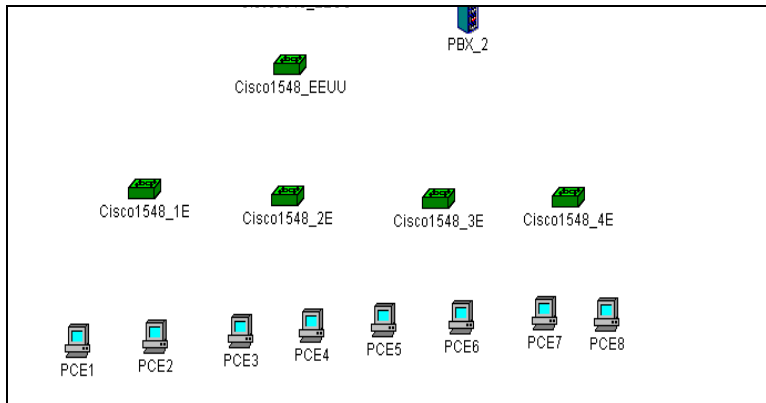 PBX_2
Cisco1548_EEUU
Cisco1548_1E
Cisco1548_2E
Cisco1548_3E
Cisco1548_4E
PCE1
PCE2
PCE3
PCE4
PCE5
PCE6
PCE7
PCE8